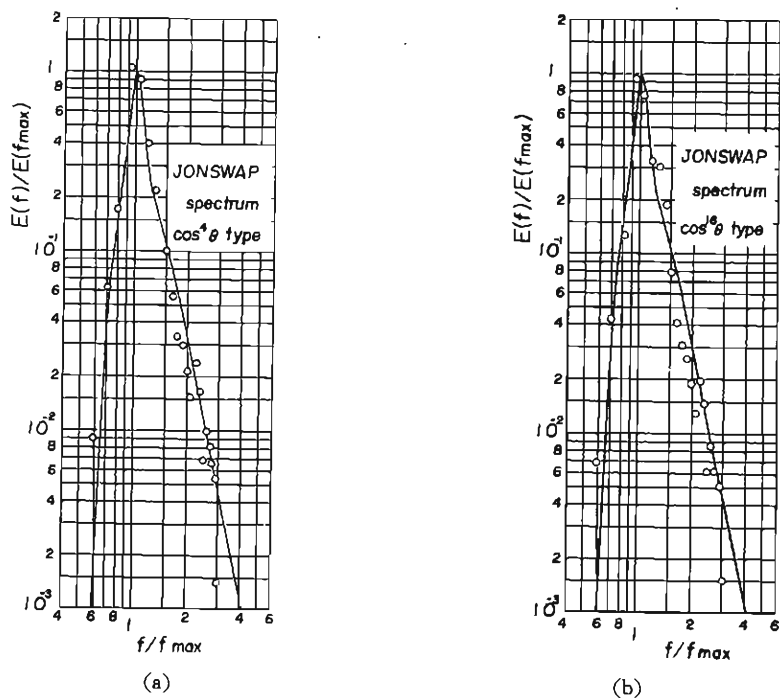 2
1
8
6
4
2
10⁻¹
8
6
4
2
10⁻²
8
6
4
2
10⁻³
E(f)/E(fmax)
JONSWAP
spectrum
cos⁴θ type
4 6 8 1 2 4 6
f/f max
(a)
2
1
8
6
4
2
10⁻¹
8
6
4
2
10⁻²
8
6
4
2
10⁻³
E(f)/E(fmax)
JONSWAP
spectrum
cos¹⁶θ type
4 6 8 1 2 4 6
f/f max
(b)